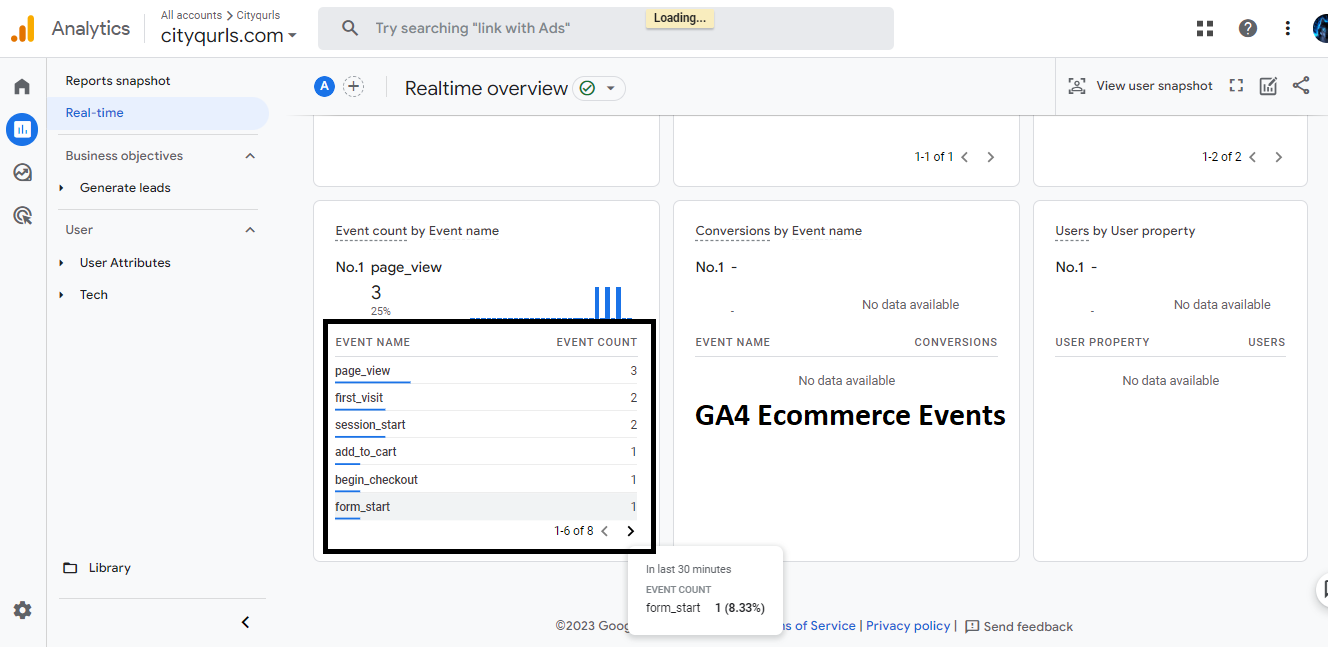 Analytics
All accounts > Cityqurls
cityqurls.com
Try searching "link with Ads"
Loading...
Reports snapshot
Real-time
Business objectives
Generate leads
User
User Attributes
Tech
Library
A
Realtime overview
View user snapshot
1-1 of 1
1-2 of 2
Event count by Event name
No.1 page_view
3
25%
EVENT NAME EVENT COUNT
page_view 3
first_visit 2
session_start 2
add_to_cart 1
begin_checkout 1
form_start 1
1-6 of 8
Conversions by Event name
No.1 -
-
No data available
EVENT NAME CONVERSIONS
No data available
GA4 Ecommerce Events
Users by User property
No.1 -
-
No data available
USER PROPERTY USERS
No data available
In last 30 minutes
EVENT COUNT
form_start 1 (8.33%)
©2023 of Service | Privacy policy | Send feedback